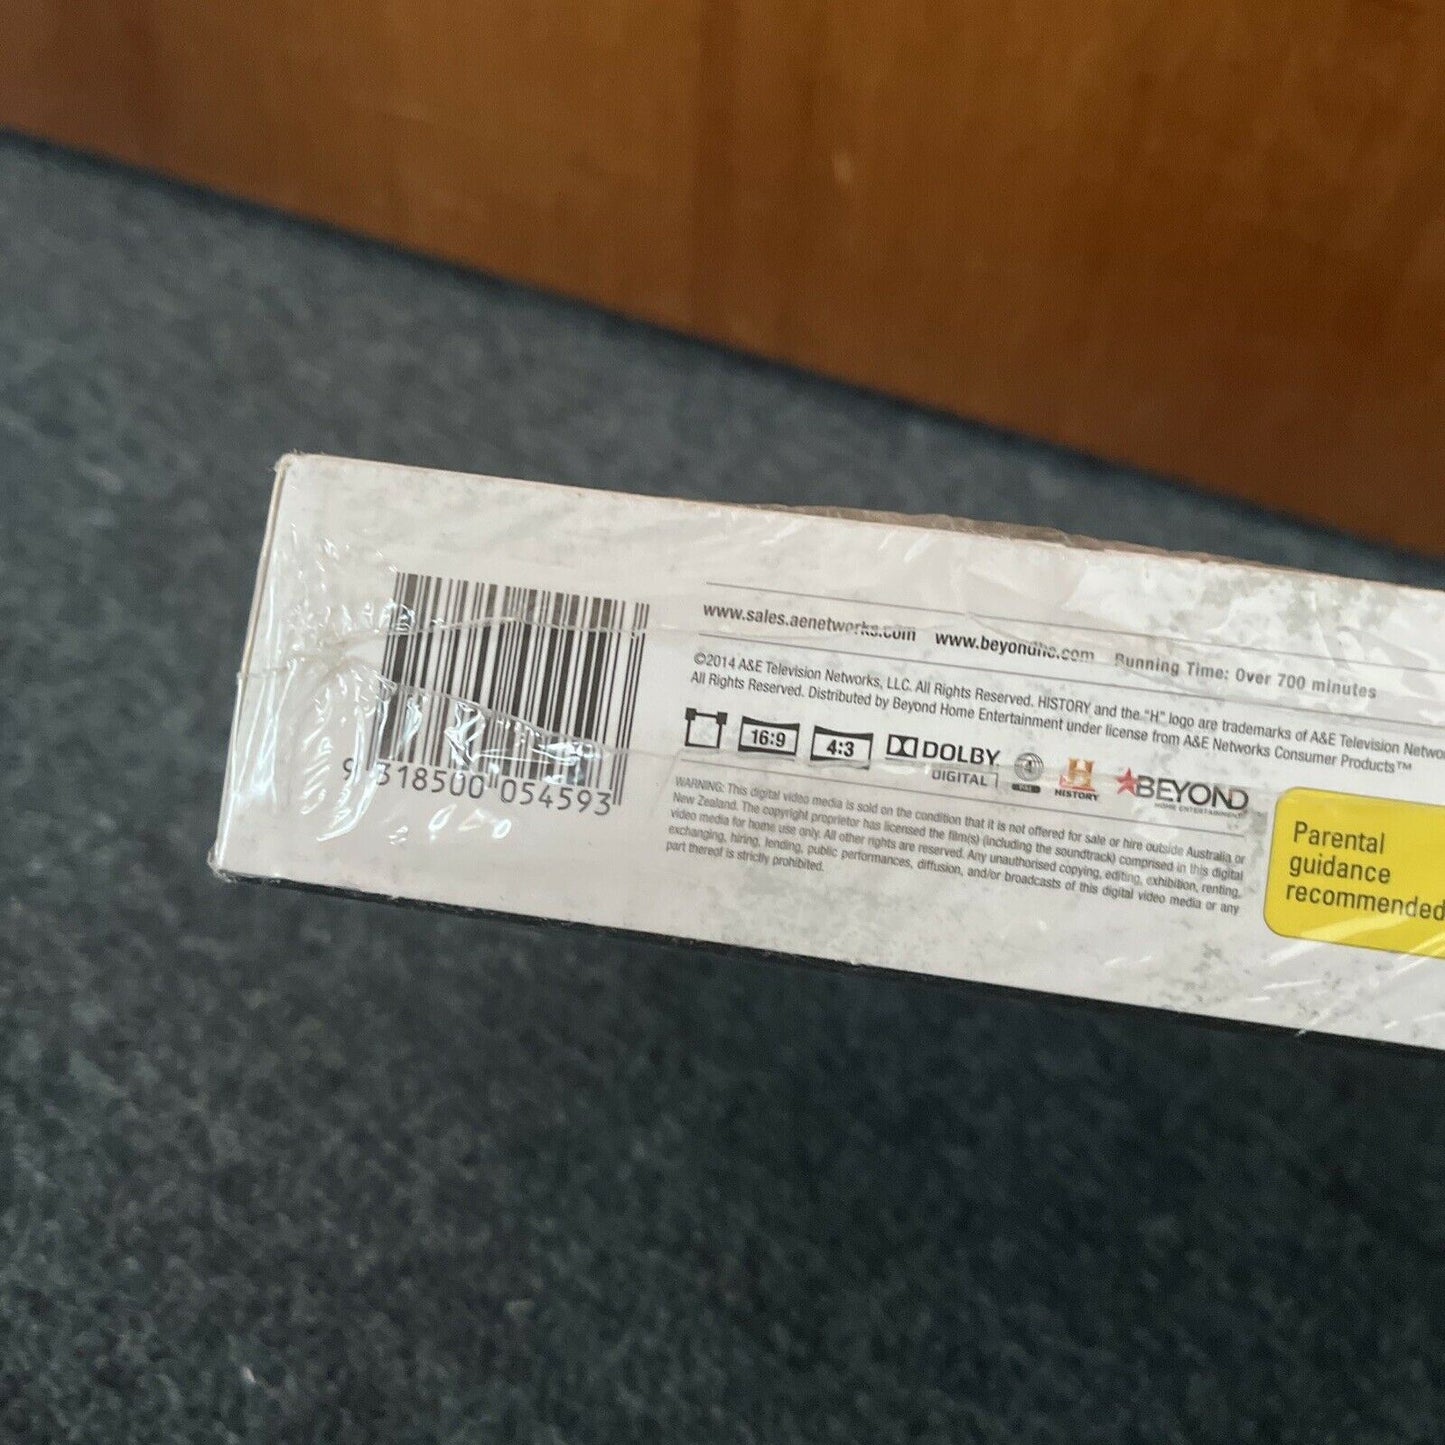 www.sales.aenetworks.com www.beyondhe.com Running Time: Over 700 minutes
©2014 A&E Television Networks, LLC. All Rights Reserved. HISTORY and the "H" logo are trademarks of A&E Television
All Rights Reserved. Distributed by Beyond Home Entertainment under license from A&E Networks Consumer Products™
16:9 4:3 DOLBY DIGITAL 4 PAL H HISTORY BEYOND HOME ENTERTAINMENT
9 318500 054593
WARNING: This digital video media is sold on the condition that it is not offered for sale or hire outside Australia or
New Zealand. The copyright proprietor has licensed the film(s) (including the soundtrack) comprised in this digital
video media for home use only. All other rights are reserved. Any unauthorised copying, editing, exhibition, renting,
exchanging, hiring, lending, public performances, diffusion, and/or broadcasts of this digital video media or any
part thereof is strictly prohibited.
Parental
guidance
recommended